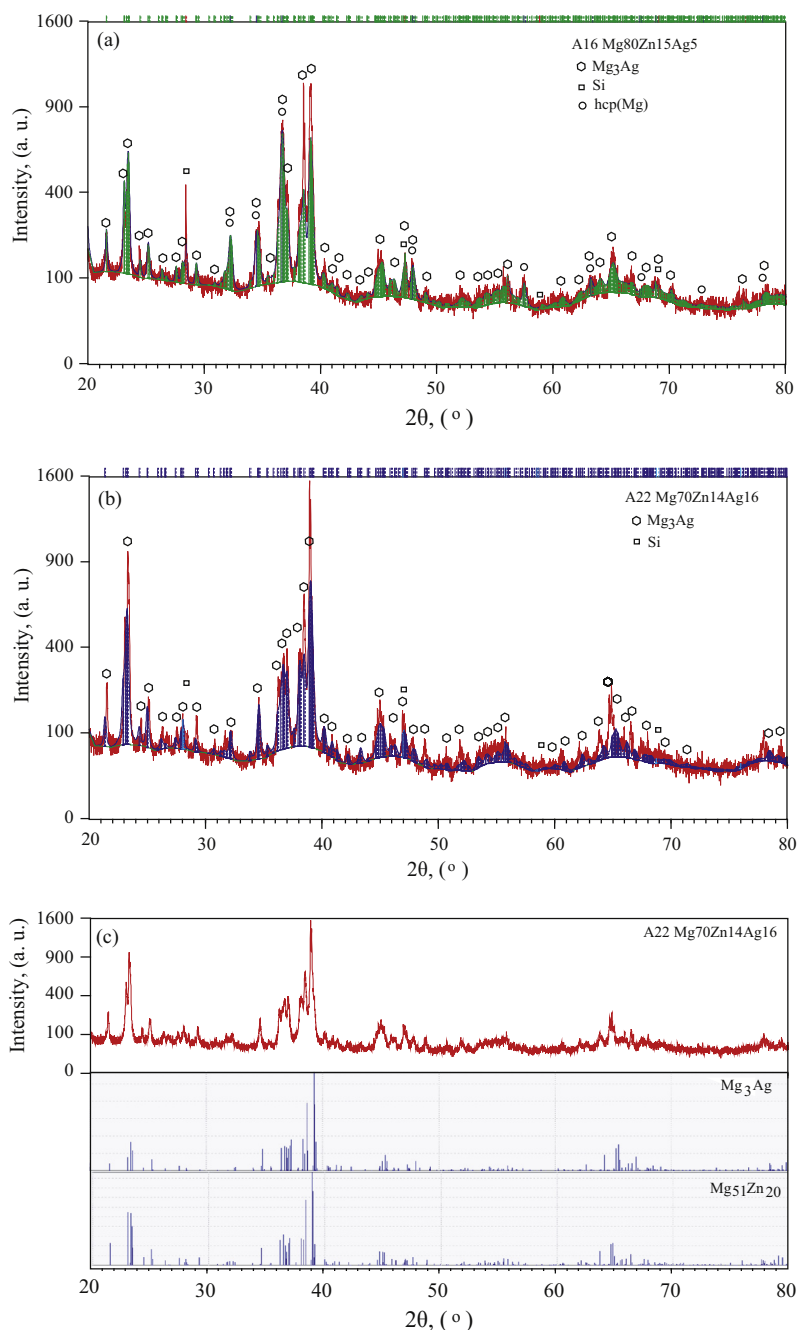 (a)
A16 Mg80Zn15Ag5
Mg₃Ag
Si
hcp(Mg)
Intensity, (a. u.)
1600
900
400
100
0
20 30 40 50 60 70 80
2θ, (°)
(b)
A22 Mg70Zn14Ag16
Mg₃Ag
Si
Intensity, (a. u.)
1600
900
400
100
0
20 30 40 50 60 70 80
2θ, (°)
(c)
A22 Mg70Zn14Ag16
Intensity, (a. u.)
1600
900
400
100
0
Mg₃Ag
Mg₅₁Zn₂₀
20 30 40 50 60 70 80
2θ, (°)